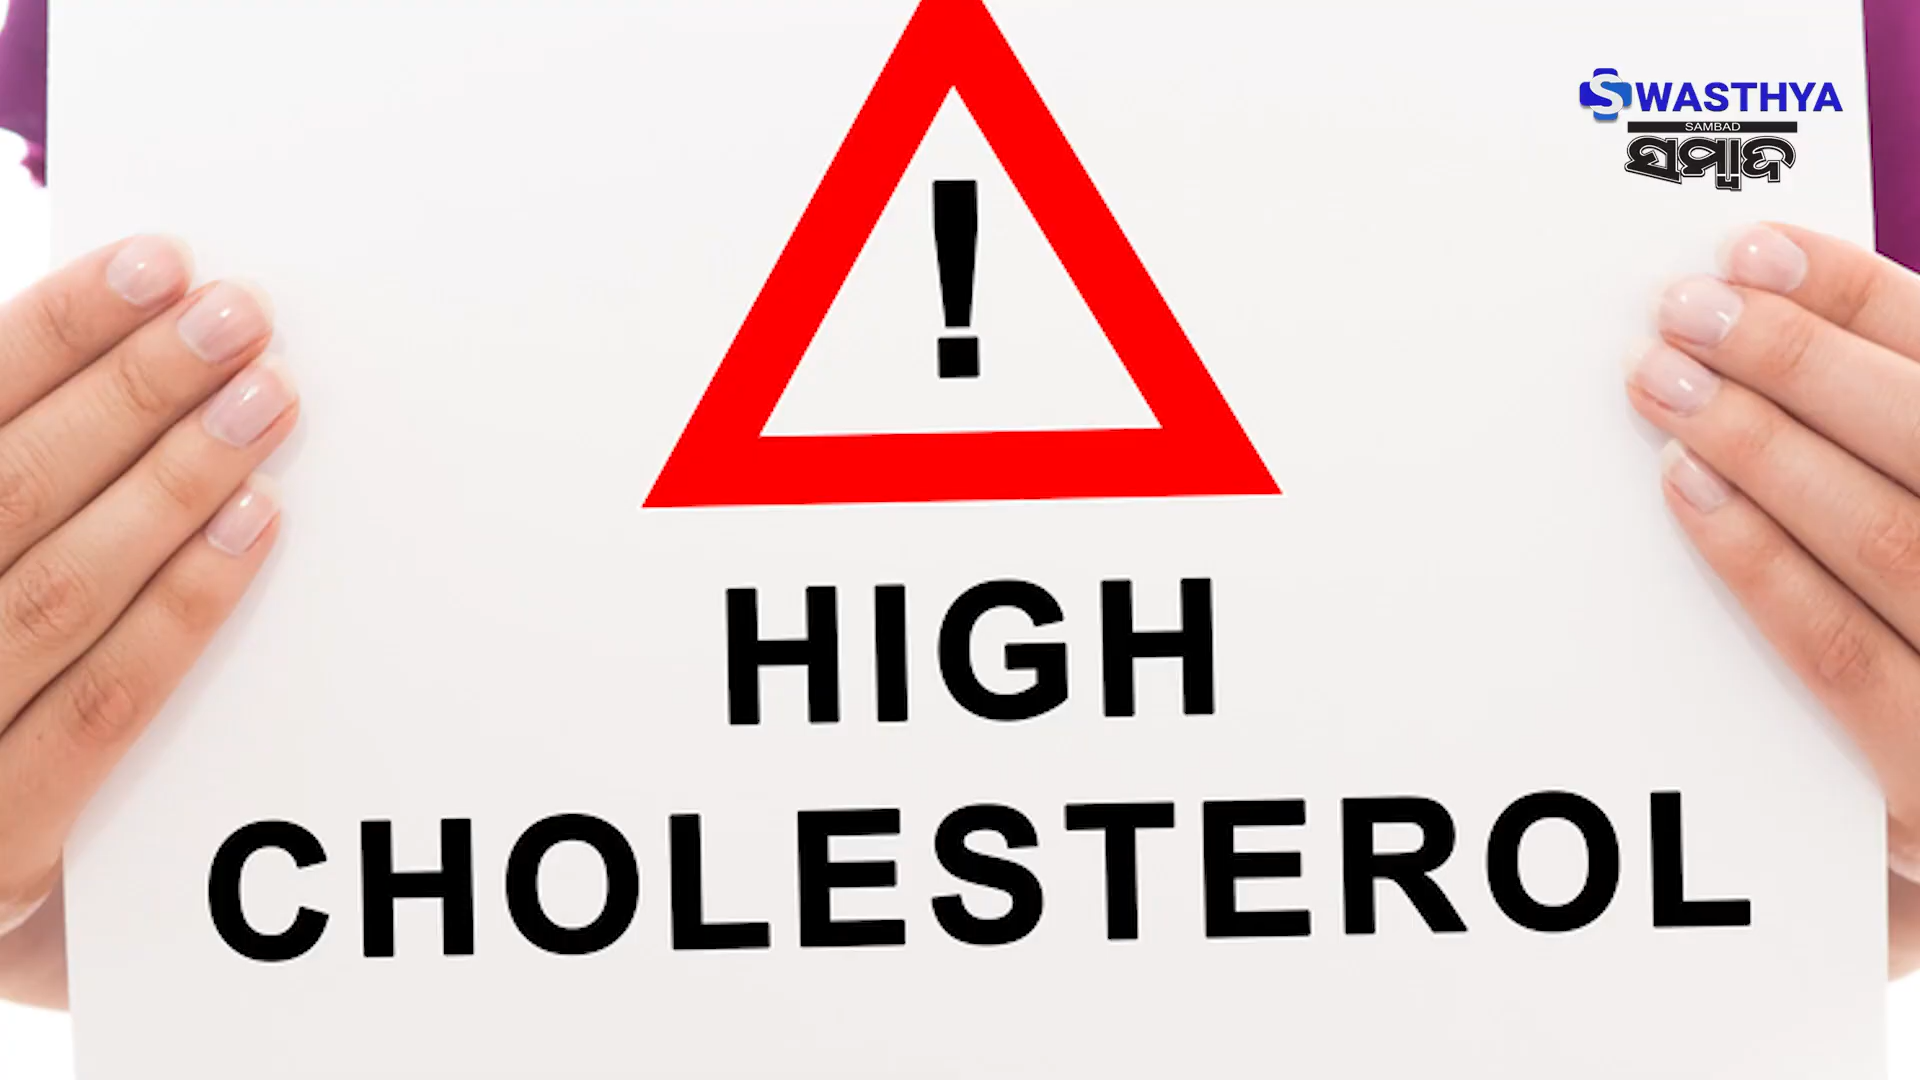 SWASTHYA
SAMBAD
ସମ୍ବାଦ
!
HIGH
CHOLESTEROL